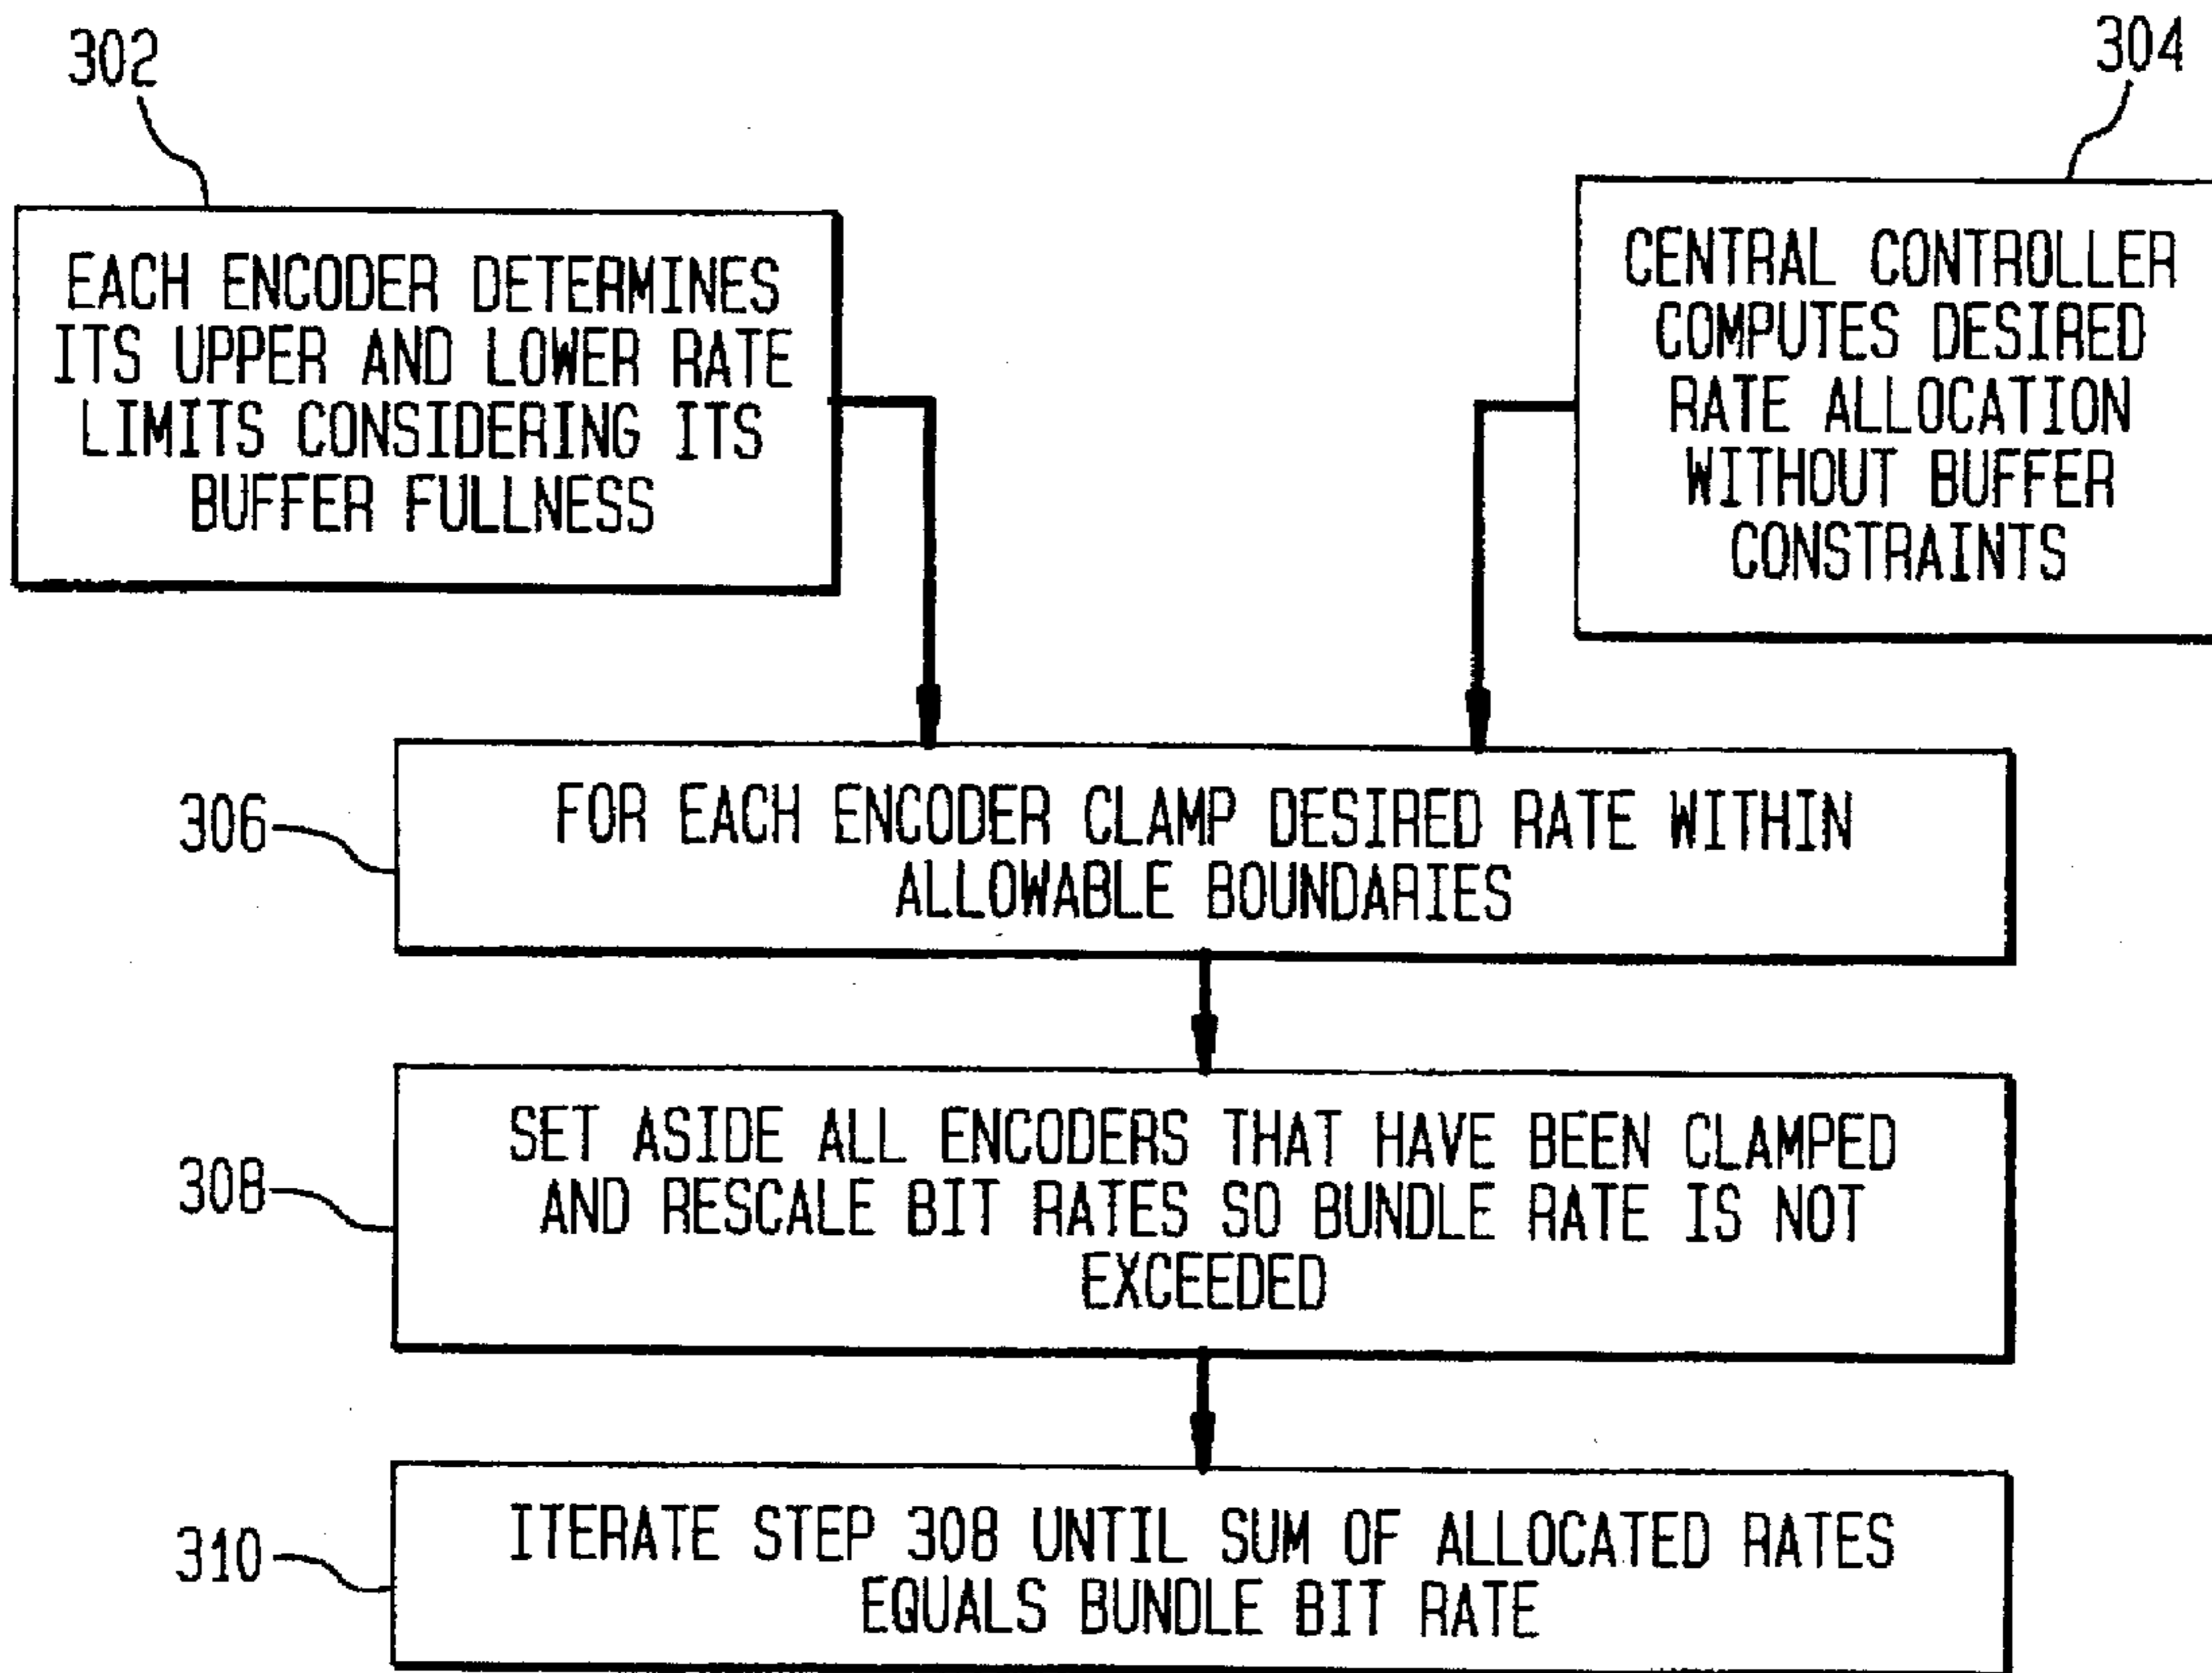 302
304
EACH ENCODER DETERMINES
ITS UPPER AND LOWER RATE
LIMITS CONSIDERING ITS
BUFFER FULLNESS
CENTRAL CONTROLLER
COMPUTES DESIRED
RATE ALLOCATION
WITHOUT BUFFER
CONSTRAINTS
306
FOR EACH ENCODER CLAMP DESIRED RATE WITHIN
ALLOWABLE BOUNDARIES
308
SET ASIDE ALL ENCODERS THAT HAVE BEEN CLAMPED
AND RESCALE BIT RATES SO BUNDLE RATE IS NOT
EXCEEDED
310
ITERATE STEP 308 UNTIL SUM OF ALLOCATED RATES
EQUALS BUNDLE BIT RATE